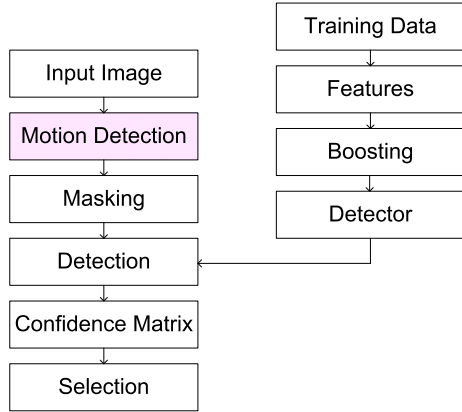 Training Data
Input Image
Features
Motion Detection
Boosting
Masking
Detector
Detection
Confidence Matrix
Selection